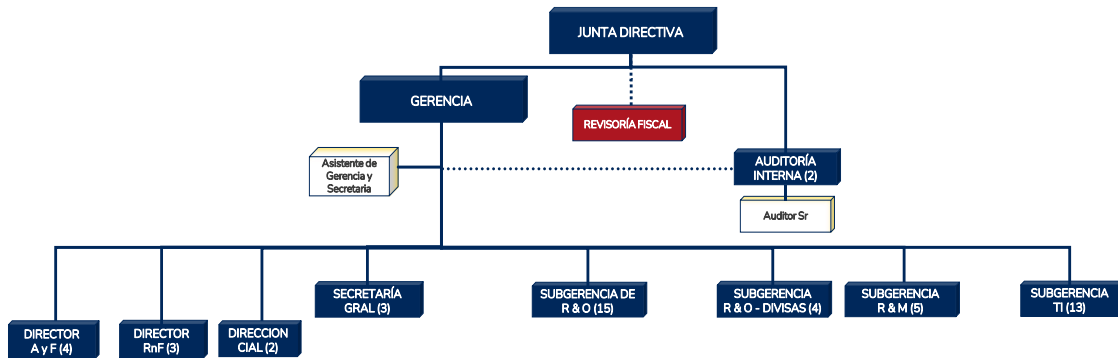 JUNTA DIRECTIVA
GERENCIA
REVISORÍA FISCAL
Asistente de
Gerencia y
Secretaria
AUDITORÍA
INTERNA (2)
Auditor Sr
SECRETARÍA
GRAL (3)
SUBGERENCIA DE
R & O (15)
SUBGERENCIA
R & O - DIVISAS (4)
SUBGERENCIA
R & M (5)
SUBGERENCIA
TI (13)
DIRECTOR
A y F (4)
DIRECTOR
RnF (3)
DIRECCION
CIAL (2)